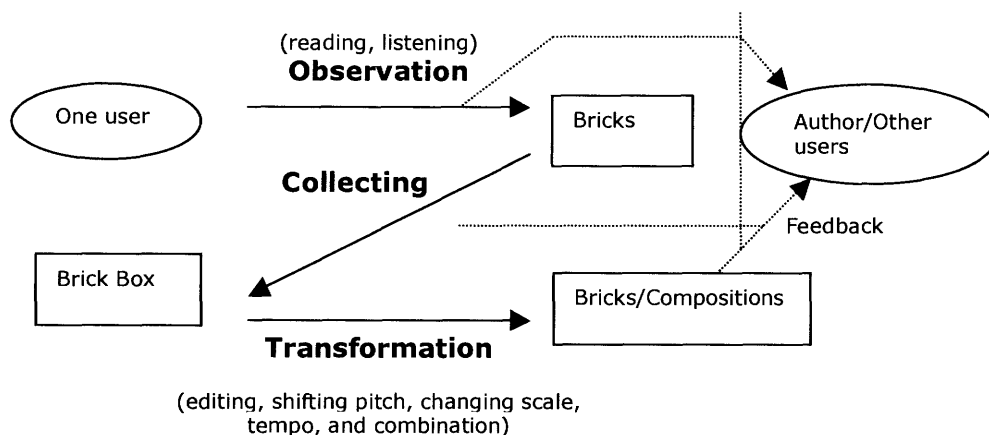 (reading, listening)
Observation
One user
Bricks
Author/Other
users
Collecting
Feedback
Brick Box
Bricks/Compositions
Transformation
(editing, shifting pitch, changing scale,
tempo, and combination)